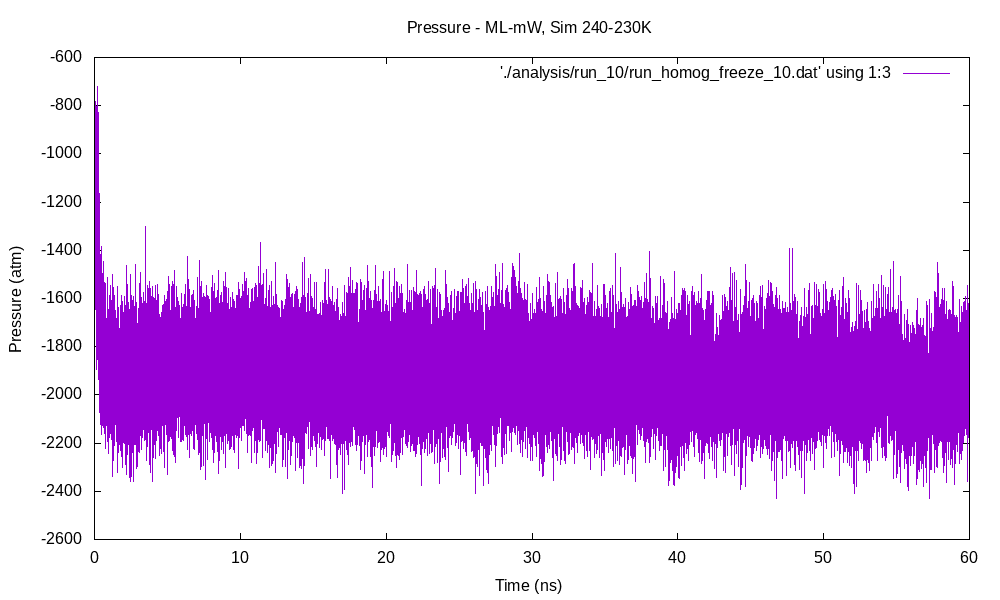 Pressure - ML-mW, Sim 240-230K
'./analysis/run_10/run_homog_freeze_10.dat' using 1:3
-600
-800
-1000
-1200
-1400
-1600
-1800
-2000
-2200
-2400
-2600
Pressure (atm)
0 10 20 30 40 50 60
Time (ns)